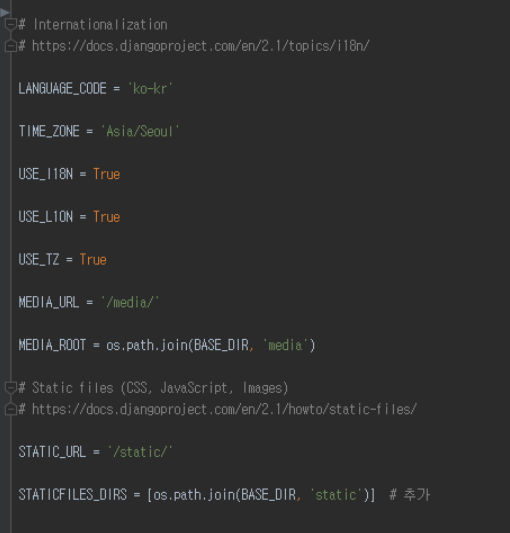 # Internationalization
# https://docs.djangoproject.com/en/2.1/topics/i18n/
LANGUAGE_CODE = 'ko-kr'
TIME_ZONE = 'Asia/Seoul'
USE_I18N = True
USE_L10N = True
USE_TZ = True
MEDIA_URL = '/media/'
MEDIA_ROOT = os.path.join(BASE_DIR, 'media')
# Static files (CSS, JavaScript, Images)
# https://docs.djangoproject.com/en/2.1/howto/static-files/
STATIC_URL = '/static/'
STATICFILES_DIRS = [os.path.join(BASE_DIR, 'static')]  # 추가